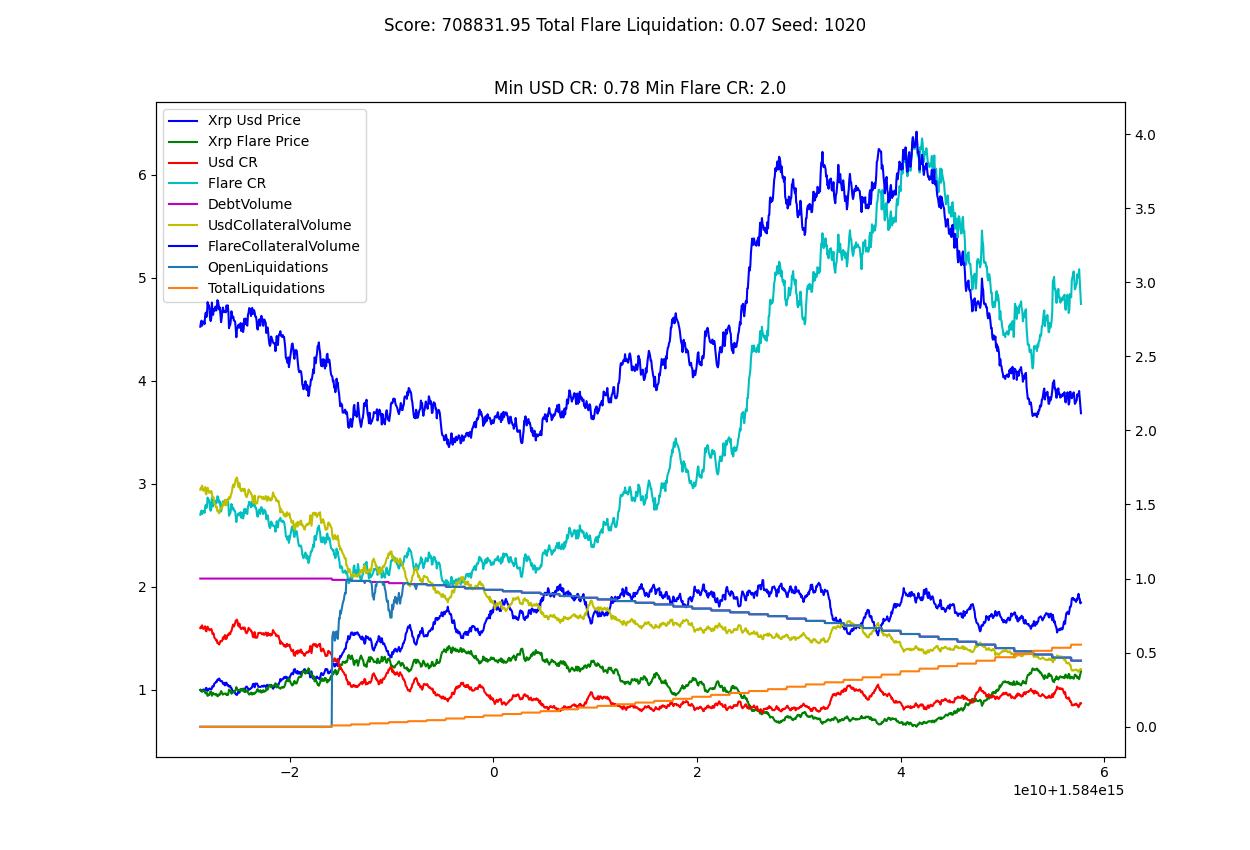 Score: 708831.95 Total Flare Liquidation: 0.07 Seed: 1020
Min USD CR: 0.78 Min Flare CR: 2.0
Xrp Usd Price
Xrp Flare Price
Usd CR
Flare CR
DebtVolume
UsdCollateralVolume
FlareCollateralVolume
OpenLiquidations
TotalLiquidations
6
5
4
3
2
1
4.0
3.5
3.0
2.5
2.0
1.5
1.0
0.5
0.0
−2 0 2 4 6
1e10+1.584e15